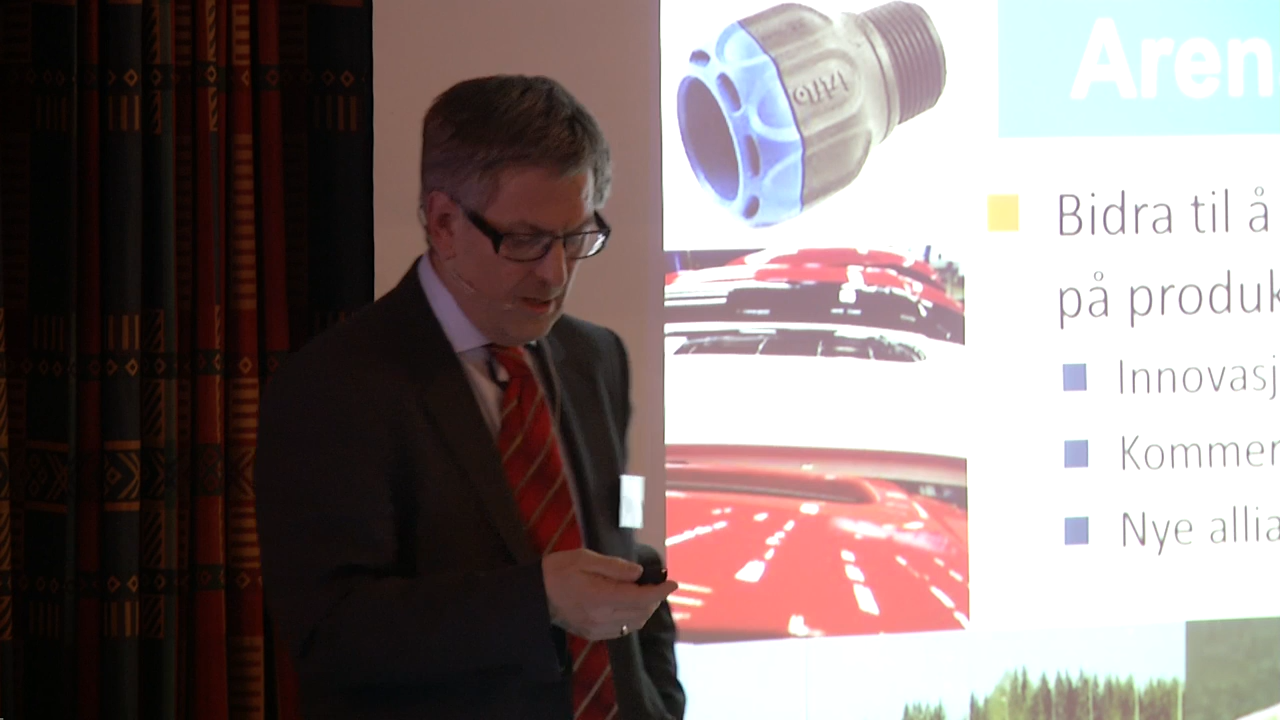 Aren
Bidra til å
på produk
Innovasj
Kommer
Nye allia